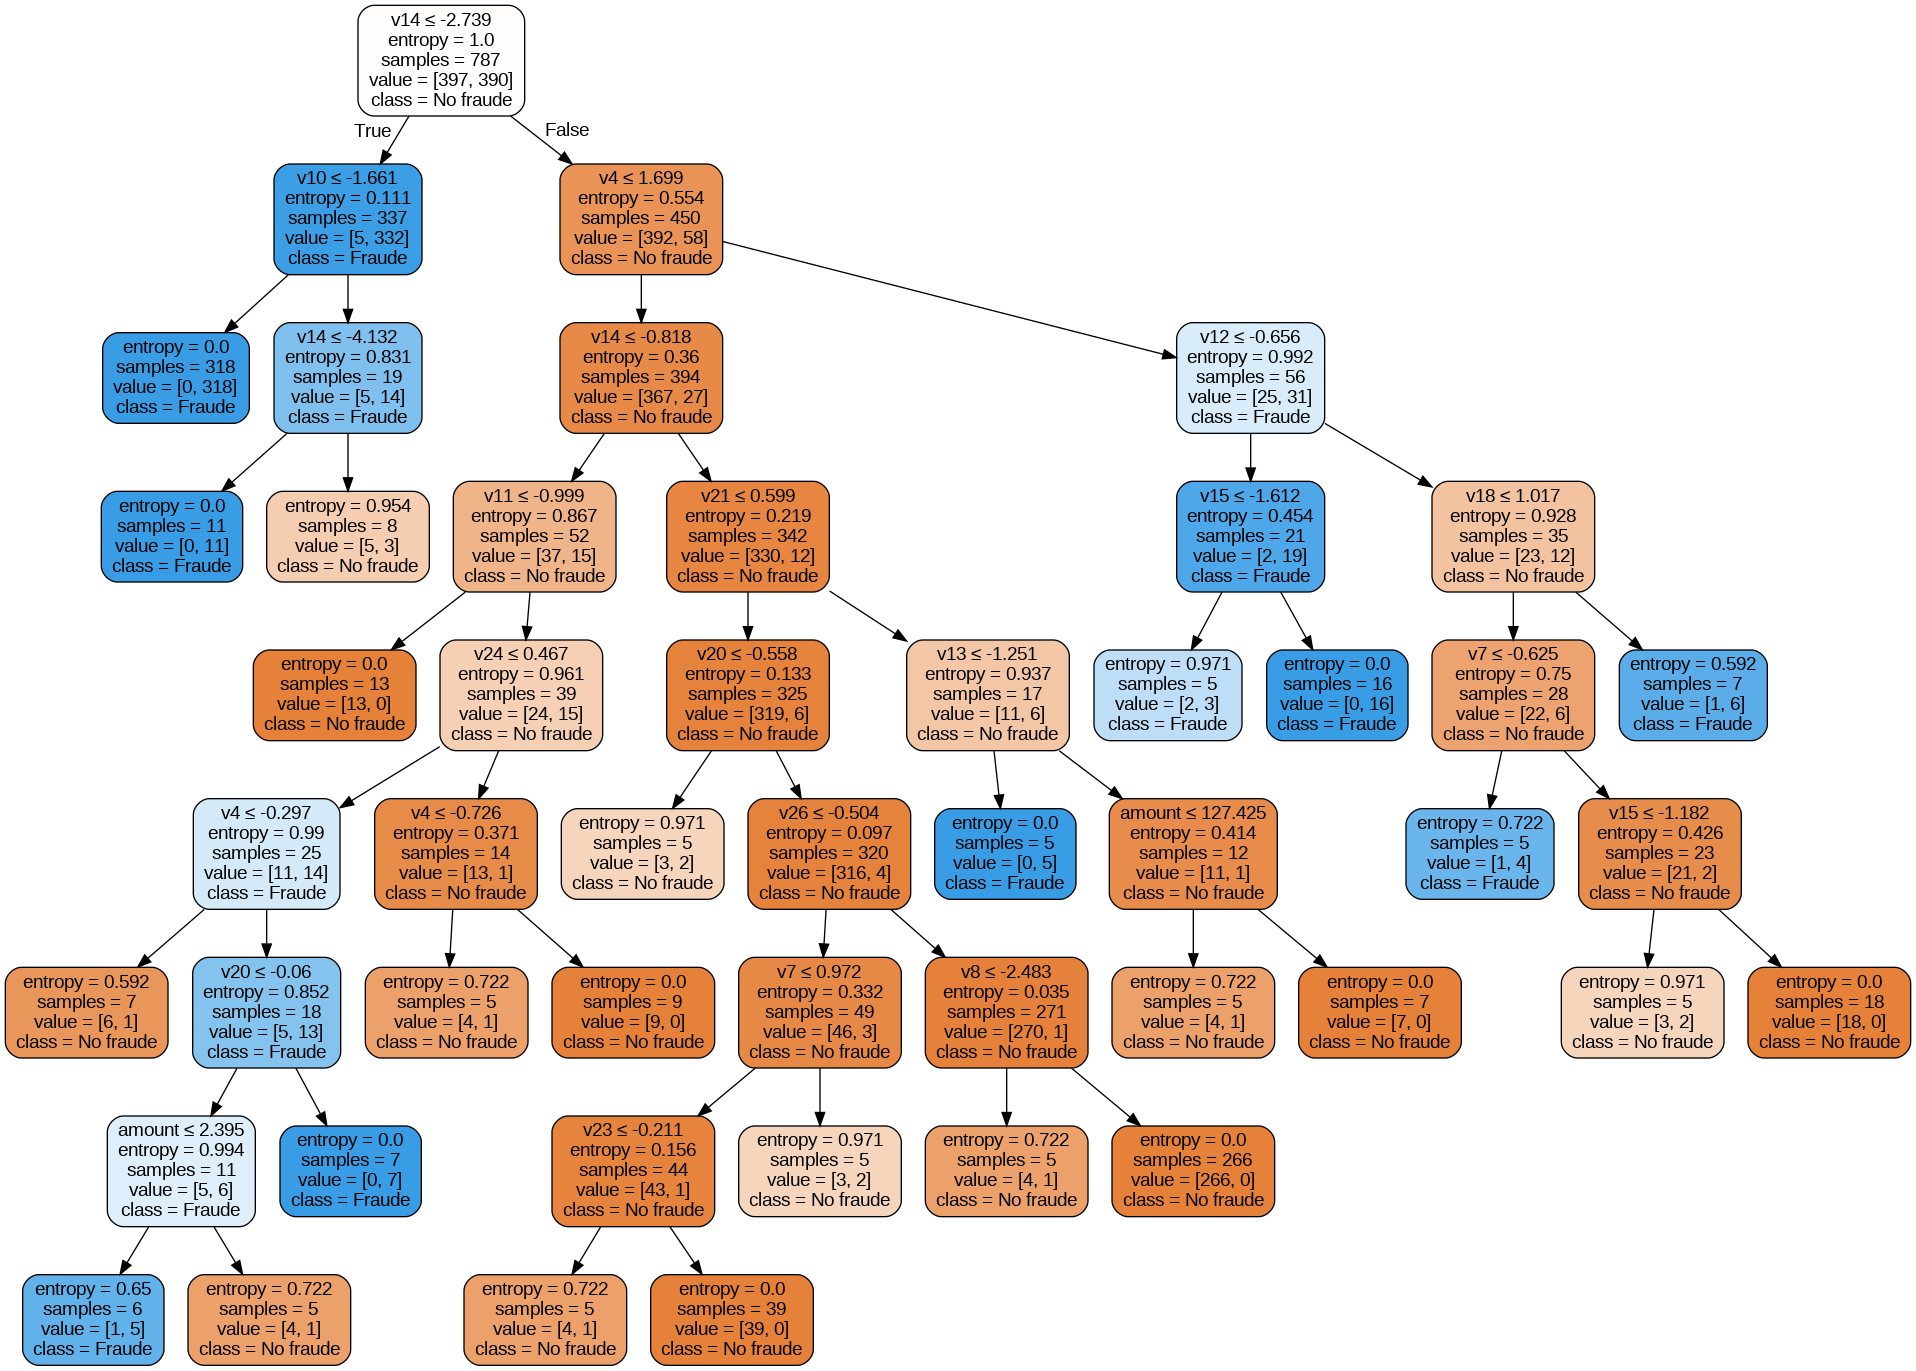 v14 ≤ -2.739
entropy = 1.0
samples = 787
value = [397, 390]
class = No fraude
True
False
v10 ≤ -1.661
entropy = 0.111
samples = 337
value = [5, 332]
class = Fraude
v4 ≤ 1.699
entropy = 0.554
samples = 450
value = [392, 58]
class = No fraude
entropy = 0.0
samples = 318
value = [0, 318]
class = Fraude
v14 ≤ -4.132
entropy = 0.831
samples = 19
value = [5, 14]
class = Fraude
v14 ≤ -0.818
entropy = 0.36
samples = 394
value = [367, 27]
class = No fraude
v12 ≤ -0.656
entropy = 0.992
samples = 56
value = [25, 31]
class = Fraude
entropy = 0.0
samples = 11
value = [0, 11]
class = Fraude
entropy = 0.954
samples = 8
value = [5, 3]
class = No fraude
v11 ≤ -0.999
entropy = 0.867
samples = 52
value = [37, 15]
class = No fraude
v21 ≤ 0.599
entropy = 0.219
samples = 342
value = [330, 12]
class = No fraude
v15 ≤ -1.612
entropy = 0.454
samples = 21
value = [2, 19]
class = Fraude
v18 ≤ 1.017
entropy = 0.928
samples = 35
value = [23, 12]
class = No fraude
entropy = 0.0
samples = 13
value = [13, 0]
class = No fraude
v24 ≤ 0.467
entropy = 0.961
samples = 39
value = [24, 15]
class = No fraude
v20 ≤ -0.558
entropy = 0.133
samples = 325
value = [319, 6]
class = No fraude
v13 ≤ -1.251
entropy = 0.937
samples = 17
value = [11, 6]
class = No fraude
entropy = 0.971
samples = 5
value = [2, 3]
class = Fraude
entropy = 0.0
samples = 16
value = [0, 16]
class = Fraude
v7 ≤ -0.625
entropy = 0.75
samples = 28
value = [22, 6]
class = No fraude
entropy = 0.592
samples = 7
value = [1, 6]
class = Fraude
v4 ≤ -0.297
entropy = 0.99
samples = 25
value = [11, 14]
class = Fraude
v4 ≤ -0.726
entropy = 0.371
samples = 14
value = [13, 1]
class = No fraude
entropy = 0.971
samples = 5
value = [3, 2]
class = No fraude
v26 ≤ -0.504
entropy = 0.097
samples = 320
value = [316, 4]
class = No fraude
entropy = 0.0
samples = 5
value = [0, 5]
class = Fraude
amount ≤ 127.425
entropy = 0.414
samples = 12
value = [11, 1]
class = No fraude
entropy = 0.722
samples = 5
value = [1, 4]
class = Fraude
v15 ≤ -1.182
entropy = 0.426
samples = 23
value = [21, 2]
class = No fraude
entropy = 0.592
samples = 7
value = [6, 1]
class = No fraude
v20 ≤ -0.06
entropy = 0.852
samples = 18
value = [5, 13]
class = Fraude
entropy = 0.722
samples = 5
value = [4, 1]
class = No fraude
entropy = 0.0
samples = 9
value = [9, 0]
class = No fraude
v7 ≤ 0.972
entropy = 0.332
samples = 49
value = [46, 3]
class = No fraude
v8 ≤ -2.483
entropy = 0.035
samples = 271
value = [270, 1]
class = No fraude
entropy = 0.722
samples = 5
value = [4, 1]
class = No fraude
entropy = 0.0
samples = 7
value = [7, 0]
class = No fraude
entropy = 0.971
samples = 5
value = [3, 2]
class = No fraude
entropy = 0.0
samples = 18
value = [18, 0]
class = No fraude
amount ≤ 2.395
entropy = 0.994
samples = 11
value = [5, 6]
class = Fraude
entropy = 0.0
samples = 7
value = [0, 7]
class = Fraude
v23 ≤ -0.211
entropy = 0.156
samples = 44
value = [43, 1]
class = No fraude
entropy = 0.971
samples = 5
value = [3, 2]
class = No fraude
entropy = 0.722
samples = 5
value = [4, 1]
class = No fraude
entropy = 0.0
samples = 266
value = [266, 0]
class = No fraude
entropy = 0.65
samples = 6
value = [1, 5]
class = Fraude
entropy = 0.722
samples = 5
value = [4, 1]
class = No fraude
entropy = 0.722
samples = 5
value = [4, 1]
class = No fraude
entropy = 0.0
samples = 39
value = [39, 0]
class = No fraude